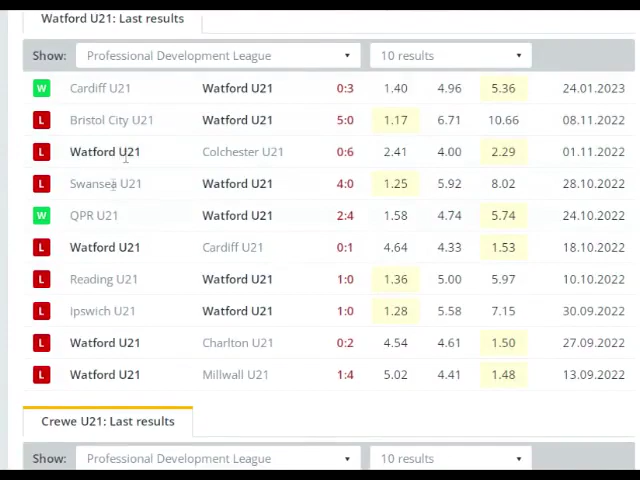 Watford U21: Last results
Show: Professional Development League 10 results
W Cardiff U21 Watford U21 0:3 1.40 4.96 5.36 24.01.2023
L Bristol City U21 Watford U21 5:0 1.17 6.71 10.66 08.11.2022
L Watford U21 Colchester U21 0:6 2.41 4.00 2.29 01.11.2022
L Swansea U21 Watford U21 4:0 1.25 5.92 8.02 28.10.2022
W QPR U21 Watford U21 2:4 1.58 4.74 5.74 24.10.2022
L Watford U21 Cardiff U21 0:1 4.64 4.33 1.53 18.10.2022
L Reading U21 Watford U21 1:0 1.36 5.00 5.97 10.10.2022
L Ipswich U21 Watford U21 1:0 1.28 5.58 7.15 30.09.2022
L Watford U21 Charlton U21 0:2 4.54 4.61 1.50 27.09.2022
L Watford U21 Millwall U21 1:4 5.02 4.41 1.48 13.09.2022
Crewe U21: Last results
Show: Professional Development League 10 results